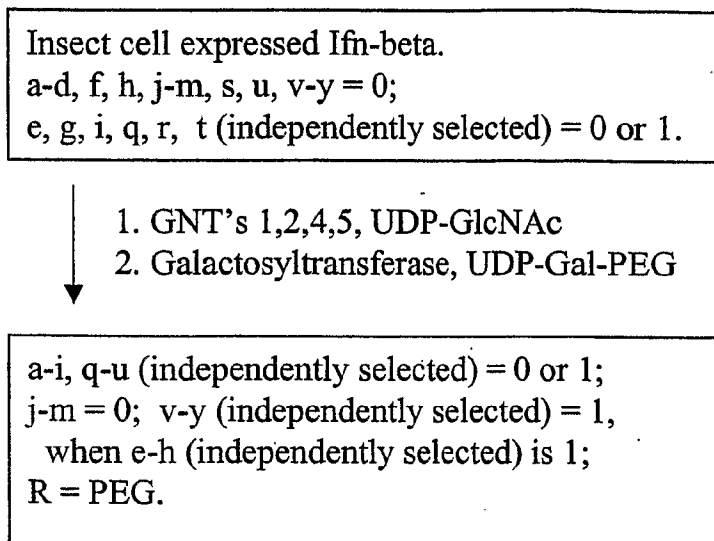 Insect cell expressed Ifn-beta.
a-d, f, h, j-m, s, u, v-y = 0;
e, g, i, q, r, t (independently selected) = 0 or 1.
1. GNT's 1,2,4,5, UDP-GlcNAc
2. Galactosyltransferase, UDP-Gal-PEG
a-i, q-u (independently selected) = 0 or 1;
j-m = 0; v-y (independently selected) = 1,
when e-h (independently selected) is 1;
R = PEG.